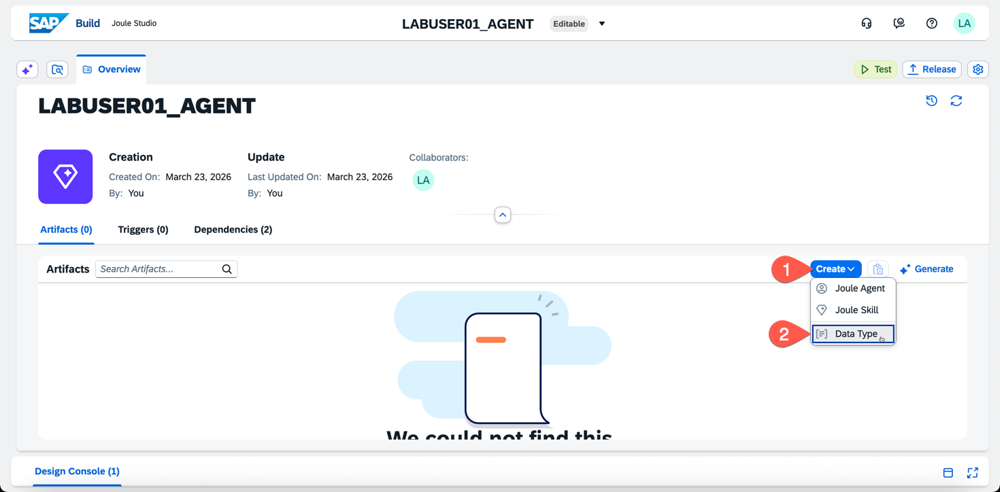 SAP Build Joule Studio LABUSER01_AGENT Editable LA
Overview Test Release
LABUSER01_AGENT
Creation Update Collaborators:
Created On: March 23, 2026 Last Updated On: March 23, 2026 LA
By: You By: You
Artifacts (0) Triggers (0) Dependencies (2)
Artifacts Search Artifacts... 1 Create Generate
Joule Agent
Joule Skill
2 Data Type
We could not find this
Design Console (1)